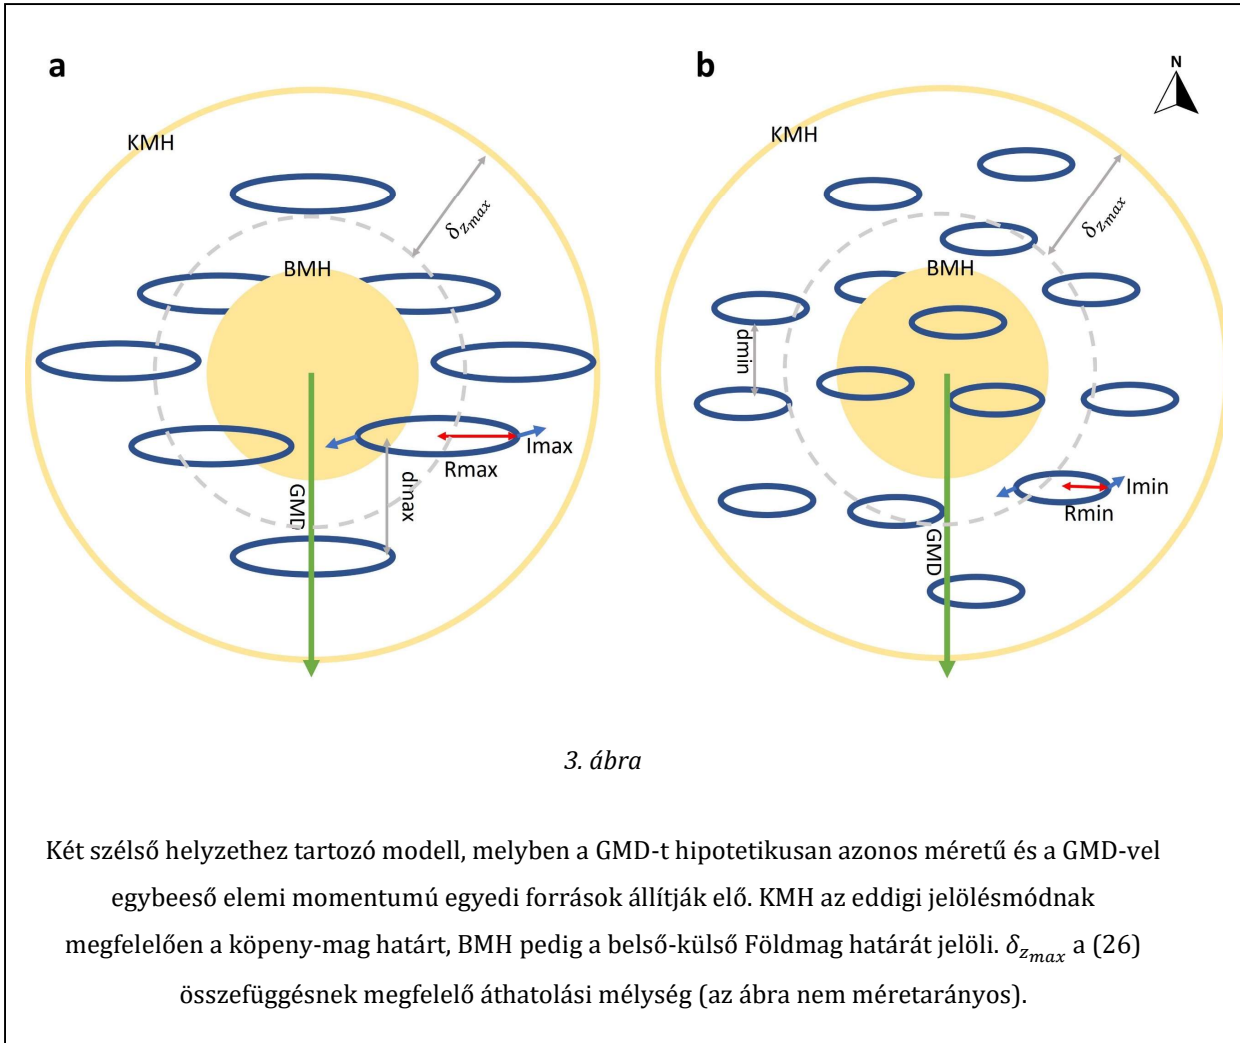 a
KMH
δzmax
BMH
Imax
Rmax
dmax
GMD
b
N
KMH
δzmax
BMH
dmin
Imin
Rmin
GMD
3. ábra
Két szélső helyzethez tartozó modell, melyben a GMD-t hipotetikusan azonos méretű és a GMD-vel
egybeeső elemi momentumú egyedi források állítják elő. KMH az eddigi jelölésmódnak
megfelelően a köpeny-mag határt, BMH pedig a belső-külső Földmag határát jelöli. δzmax a (26)
összefüggésnek megfelelő áthatolási mélység (az ábra nem méretarányos).